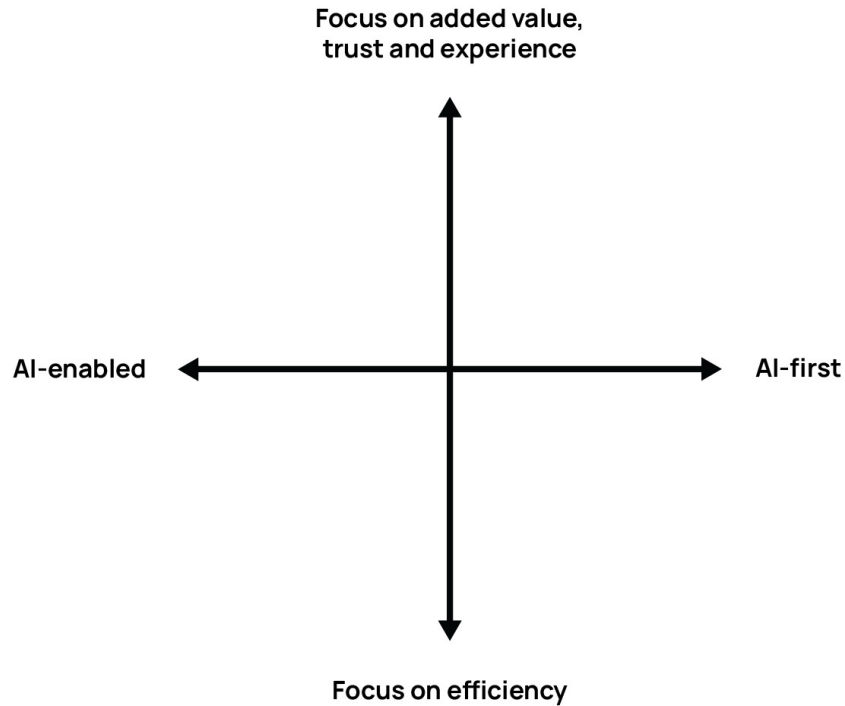 Focus on added value,
trust and experience
AI-enabled
AI-first
Focus on efficiency